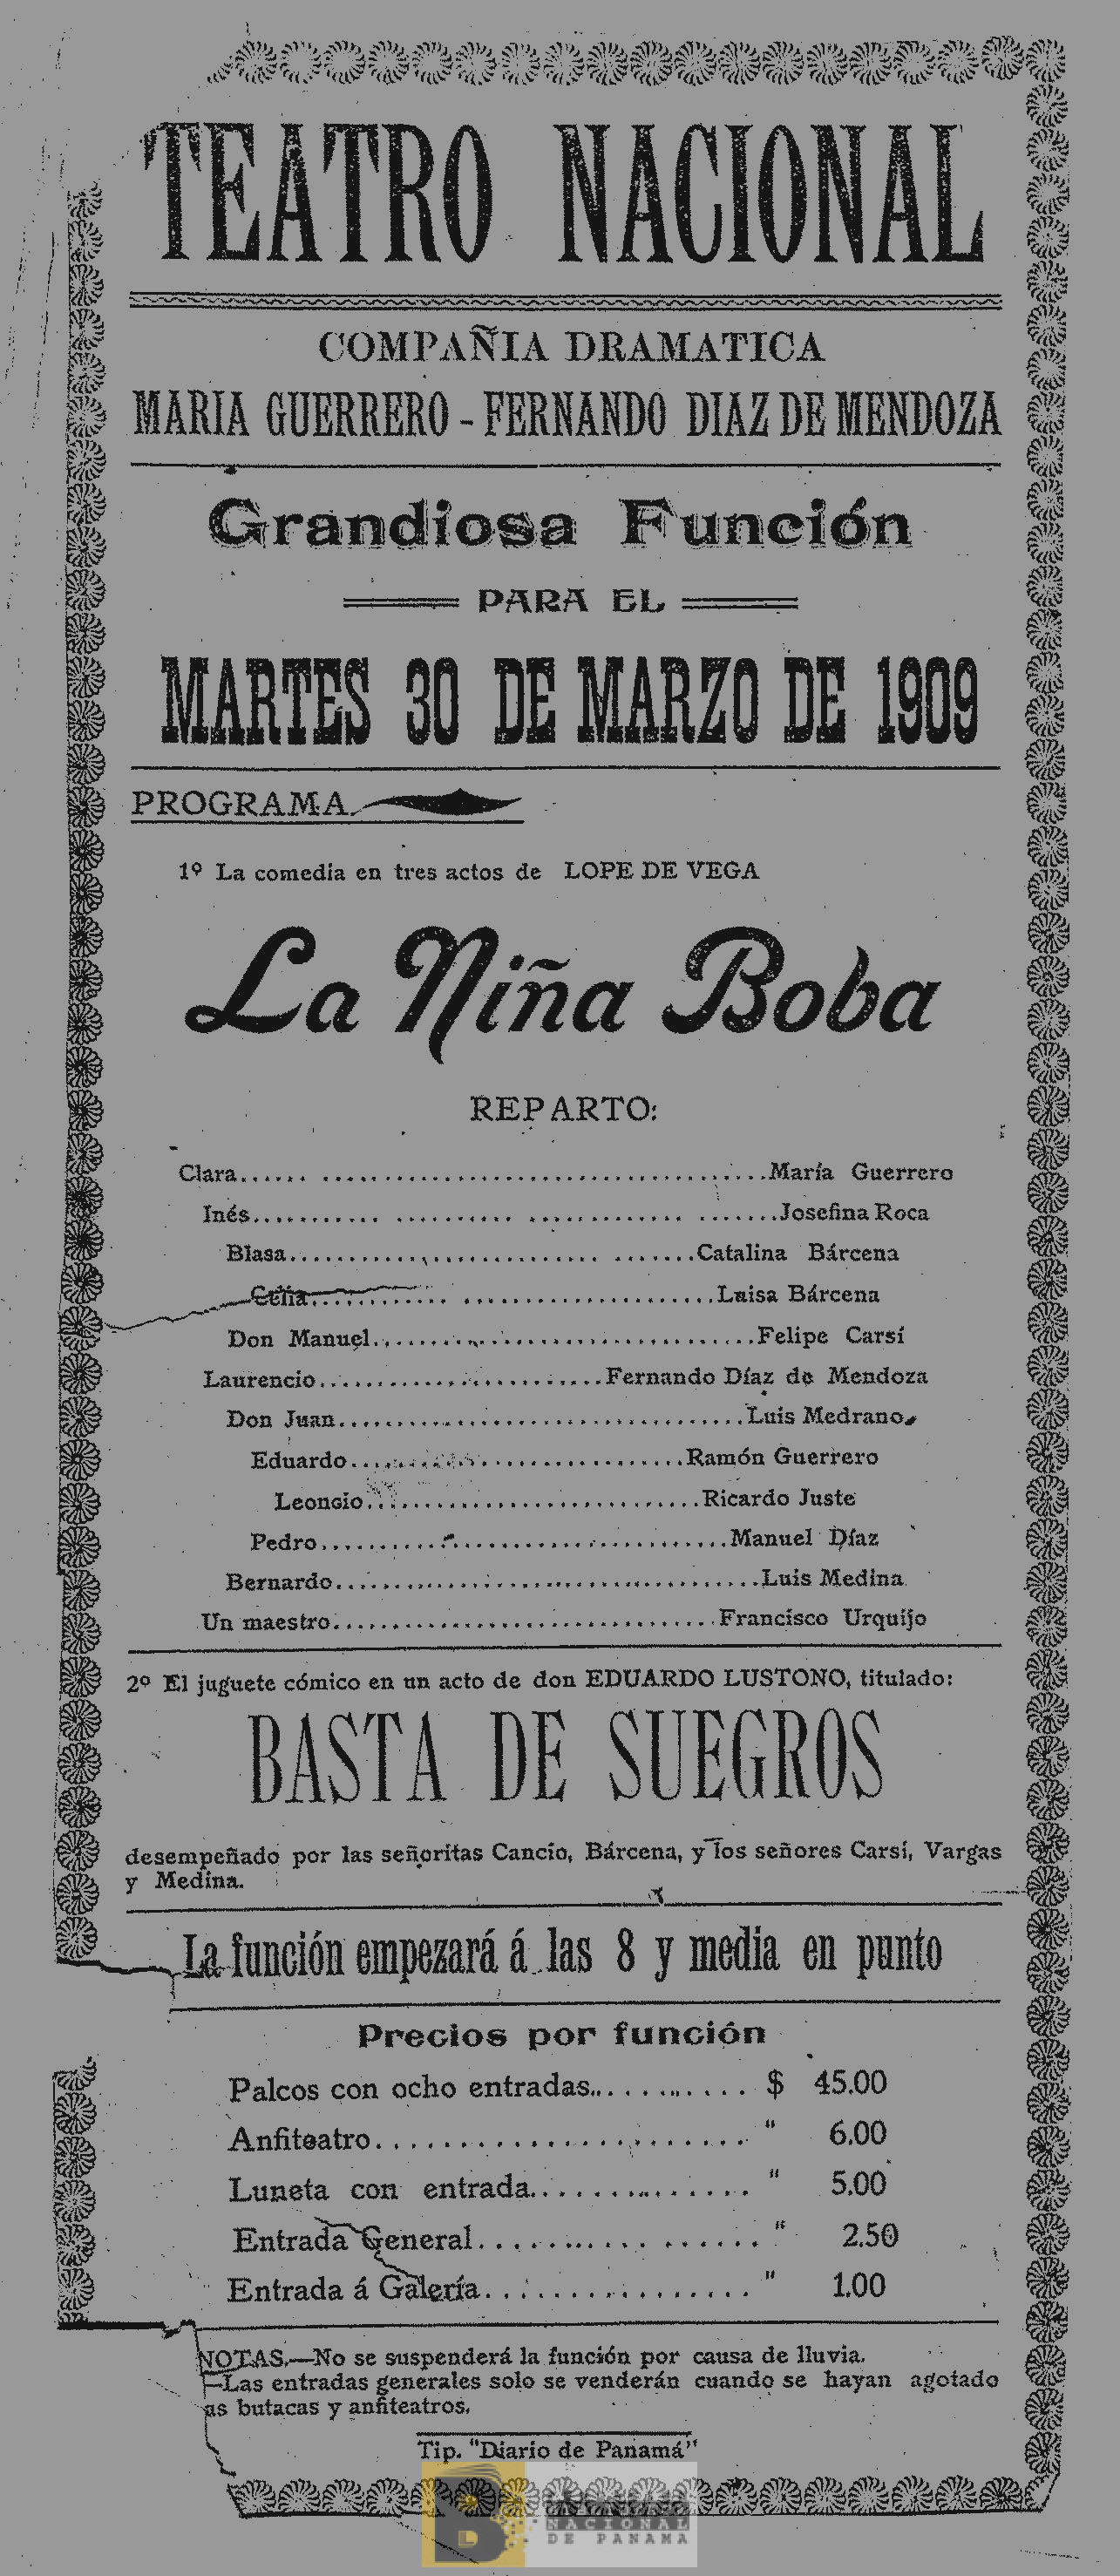 TEATRO NACIONAL
COMPAÑIA DRAMATICA
MARIA GUERRERO - FERNANDO DIAZ DE MENDOZA
Grandiosa Función
PARA EL
MARTES 30 DE MARZO DE 1909
PROGRAMA
1º La comedia en tres actos de LOPE DE VEGA
La Niña Boba
REPARTO:
Clara...... ......................................María Guerrero
Inés........... .......... ............. .......Josefina Roca
Blasa........................... .......Catalina Bárcena
Celia............ ......................Luisa Bárcena
Don Manuel.................................Felipe Carsí
Laurencio........................Fernando Díaz de Mendoza
Don Juan...................................Luis Medrano.
Eduardo.............................Ramón Guerrero
Leoncio.............................Ricardo Juste
Pedro...................................Manuel Díaz
Bernardo....................................Luis Medina
Un maestro.................................Francisco Urquijo
2º El juguete cómico en un acto de don EDUARDO LUSTONO, titulado:
BASTA DE SUEGROS
desempeñado por las señoritas Cancio, Bárcena, y los señores Carsí, Vargas
y Medina.
La función empezará á las 8 y media en punto
Precios por función
Palcos con ocho entradas............ $ 45.00
Anfiteatro...................... " 6.00
Luneta con entrada.............. " 5.00
Entrada General................. " 2.50
Entrada á Galería................ " 1.00
NOTAS.—No se suspenderá la función por causa de lluvia.
—Las entradas generales solo se venderán cuando se hayan agotado
as butacas y anfiteatros.
Tip. "Diario de Panamá"
B
NACIONAL
DE PANAMA